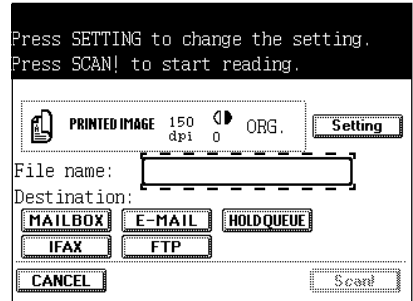 Press SETTING to change the setting.
Press SCAN! to start reading.
PRINTED IMAGE 150 dpi 0 ORG. Setting
File name:
Destination:
MAILBOX E-MAIL HOLDQUEUE
IFAX FTP
CANCEL Scan!